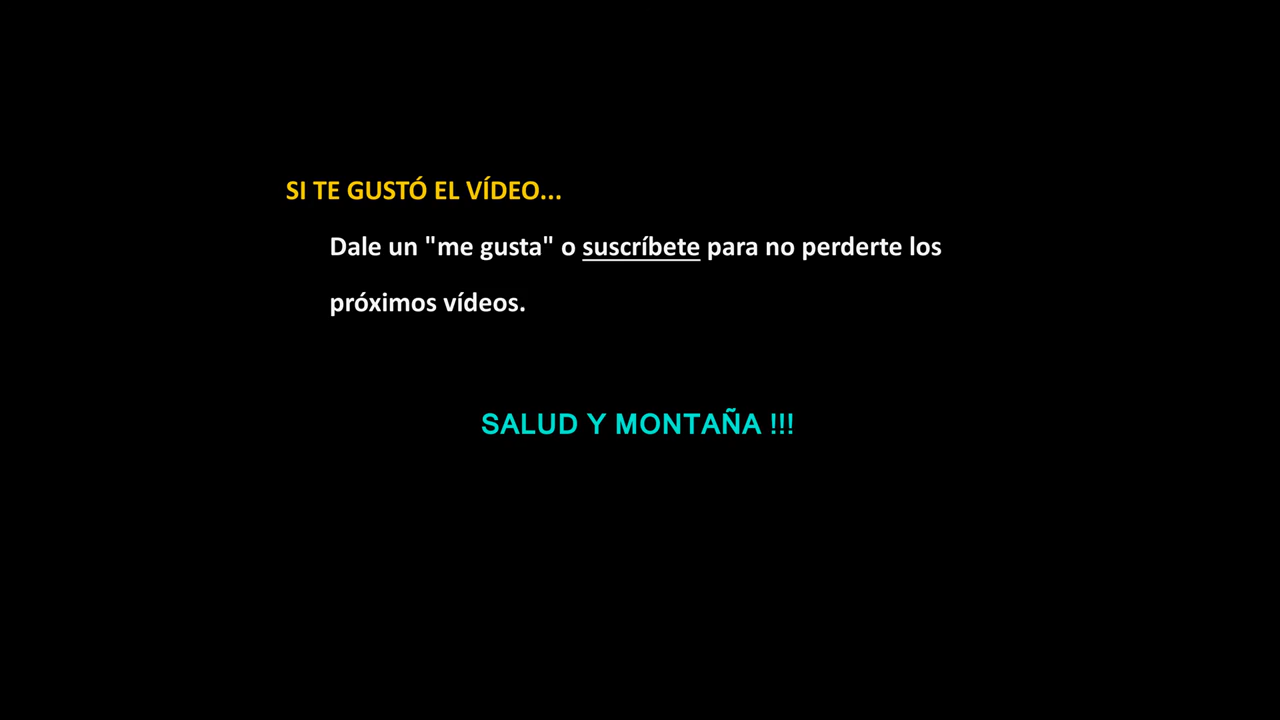 SI TE GUSTÓ EL VÍDEO...
Dale un "me gusta" o suscríbete para no perderte los
próximos vídeos.
SALUD Y MONTAÑA !!!